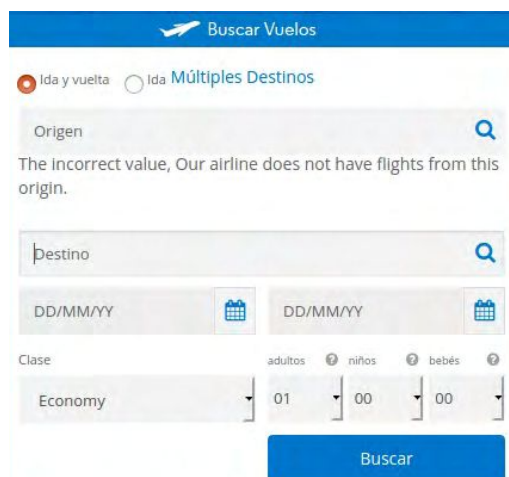 Buscar Vuelos
Ida y vuelta Ida Múltiples Destinos
Origen
The incorrect value, Our airline does not have flights from this
origin.
Destino
DD/MM/YY DD/MM/YY
Clase adultos ? niños ? bebés ?
Economy 01 00 00
Buscar